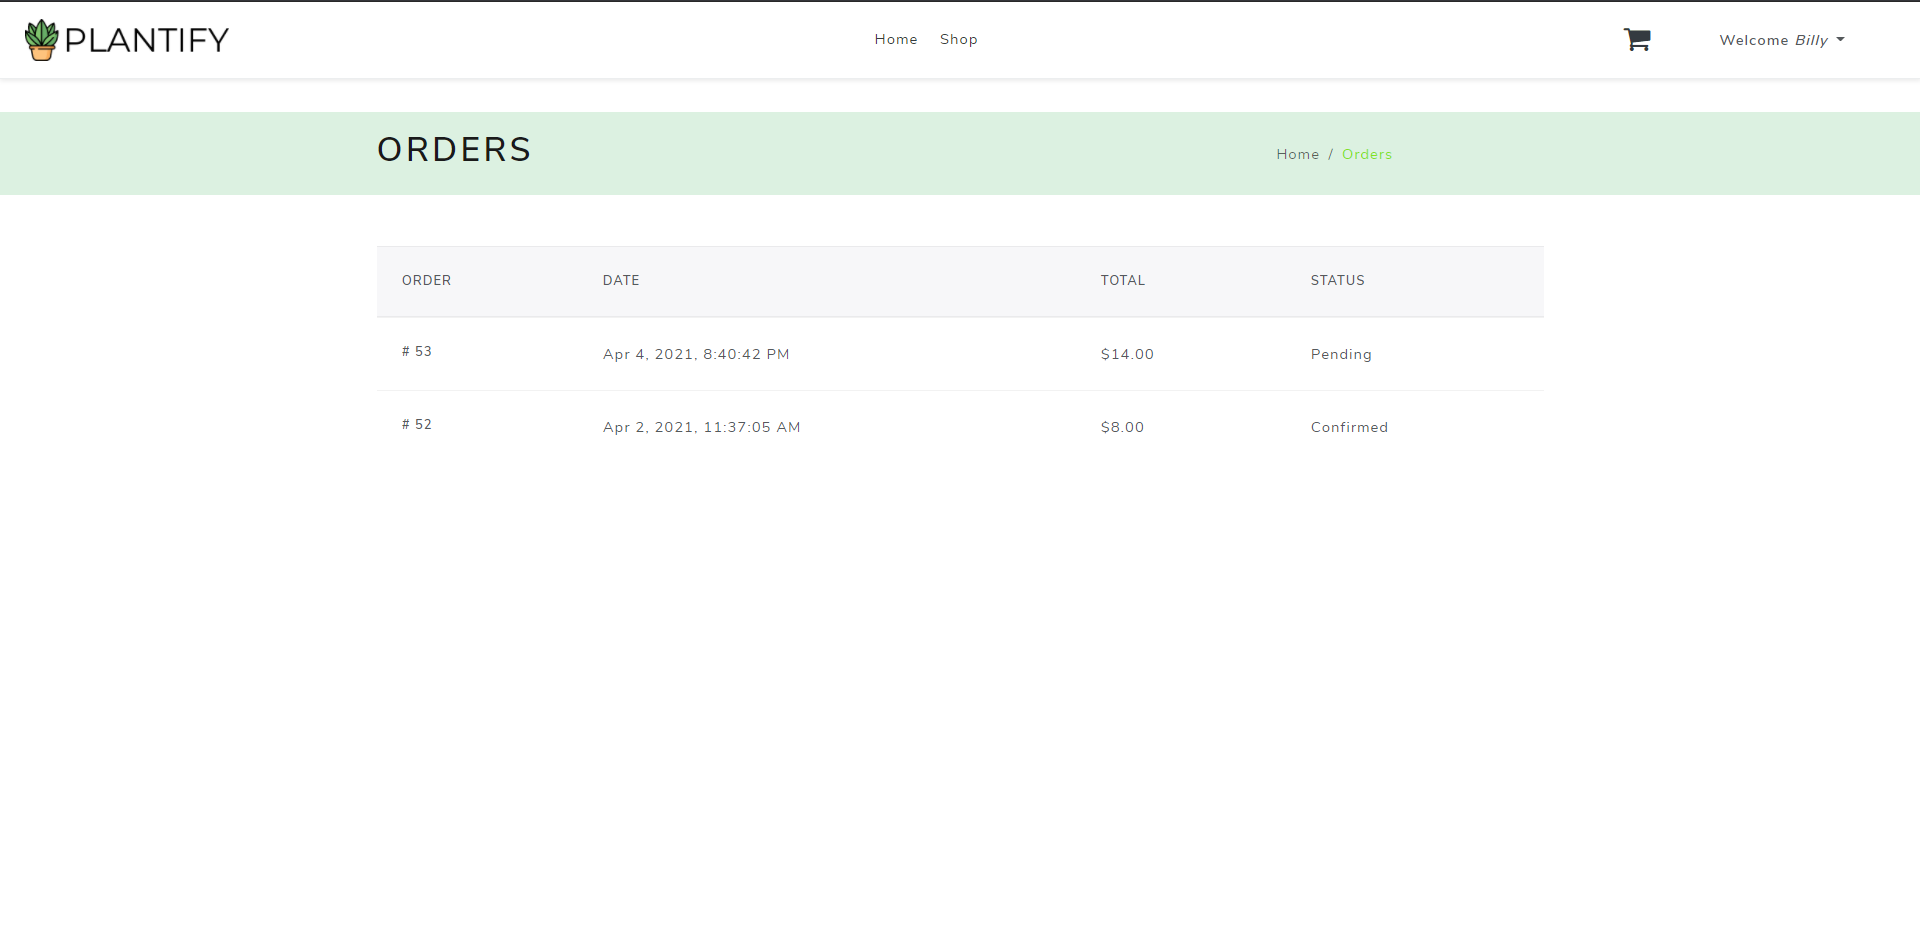 PLANTIFY
Home Shop
Welcome Billy
ORDERS
Home / Orders
ORDER DATE TOTAL STATUS
# 53 Apr 4, 2021, 8:40:42 PM $14.00 Pending
# 52 Apr 2, 2021, 11:37:05 AM $8.00 Confirmed